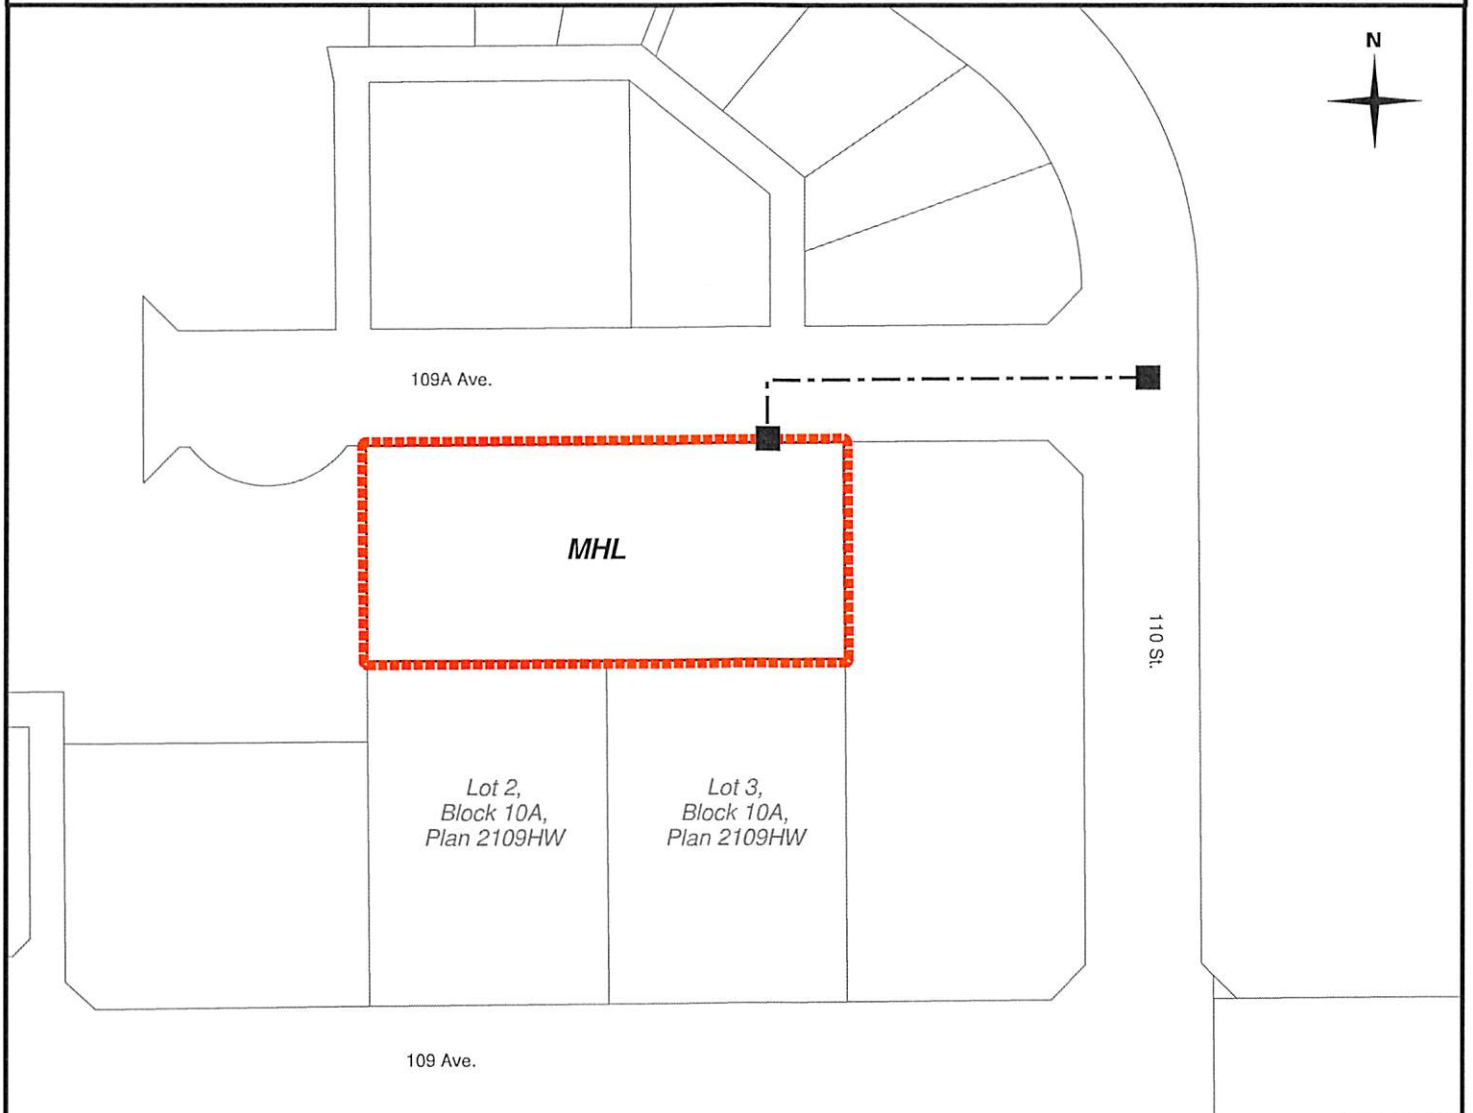 N
109A Ave.
MHL
110 St.
Lot 2,
Block 10A,
Plan 2109HW
Lot 3,
Block 10A,
Plan 2109HW
109 Ave.